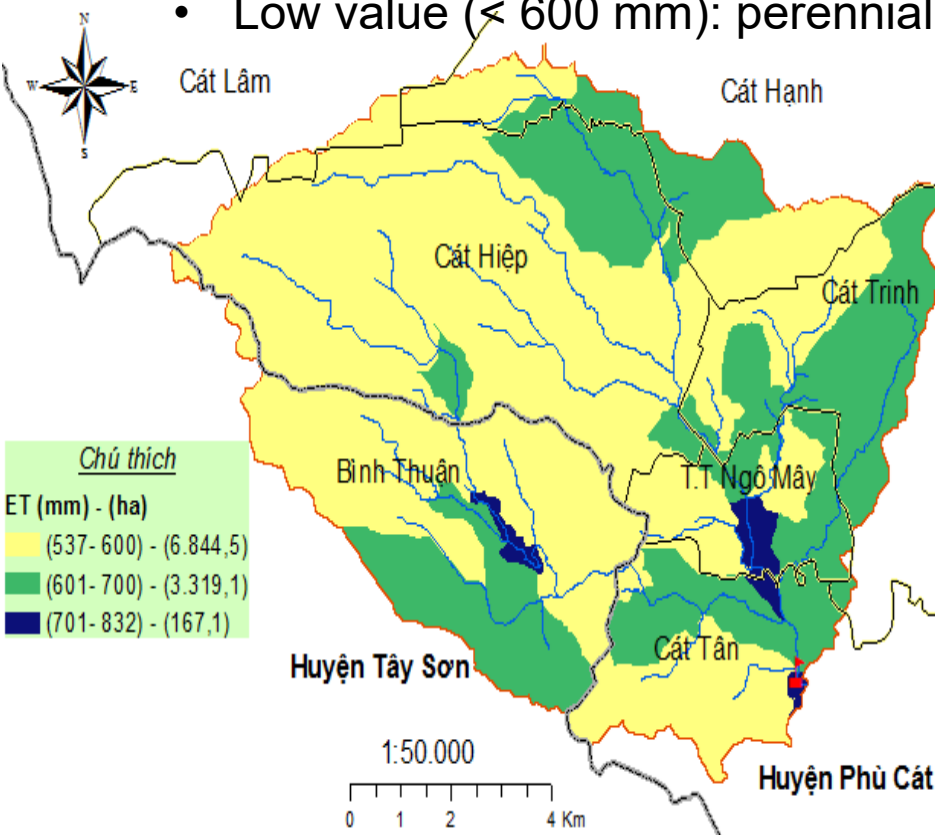 • Low value (< 600 mm): perennial
N
W
E
S
Cát Lâm
Cát Hạnh
Cát Hiệp
Cát Trinh
Bình Thuận
T.T Ngô Mây
Chú thích
ET (mm) - (ha)
(537- 600) - (6.844,5)
(601- 700) - (3.319,1)
(701- 832) - (167,1)
Cát Tân
Huyện Tây Sơn
1:50.000
Huyện Phù Cát
0 1 2 4 Km